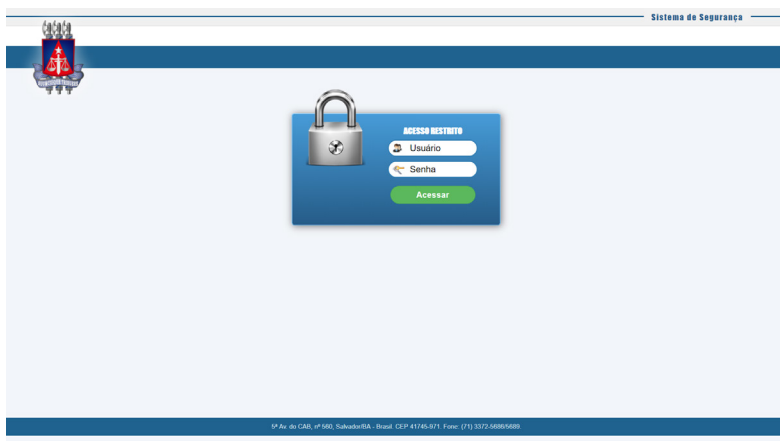 Sistema de Segurança
ACESSO RESTRITO
Usuário
Senha
Acessar
5ª Av. do CAB, nº 560, Salvador/BA - Brasil. CEP 41745-971. Fone: (71) 3372-5686/5689.